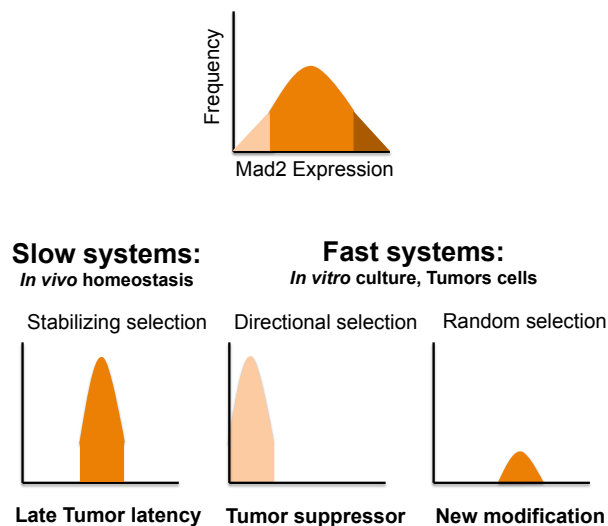 Frequency
Mad2 Expression
Slow systems:
In vivo homeostasis
Fast systems:
In vitro culture, Tumors cells
Stabilizing selection
Directional selection
Random selection
Late Tumor latency
Tumor suppressor
New modification